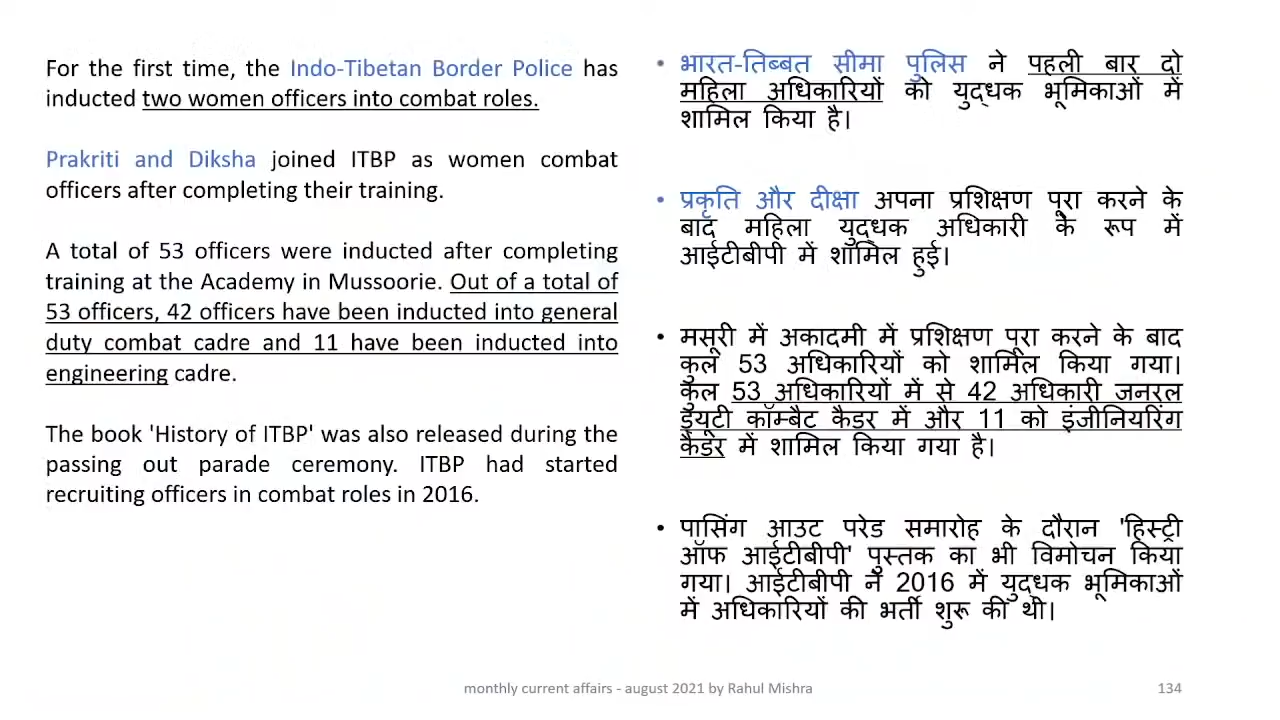 For the first time, the Indo-Tibetan Border Police has
inducted two women officers into combat roles.
Prakriti and Diksha joined ITBP as women combat
officers after completing their training.
A total of 53 officers were inducted after completing
training at the Academy in Mussoorie. Out of a total of
53 officers, 42 officers have been inducted into general
duty combat cadre and 11 have been inducted into
engineering cadre.
The book 'History of ITBP' was also released during the
passing out parade ceremony. ITBP had started
recruiting officers in combat roles in 2016.
• भारत-तिब्बत सीमा पुलिस ने पहली बार दो
महिला अधिकारियों को युद्धक भूमिकाओं में
शामिल किया है।
• प्रकृति और दीक्षा अपना प्रशिक्षण पूरा करने के
बाद महिला युद्धक अधिकारी के रूप में
आईटीबीपी में शामिल हुई।
• मसूरी में अकादमी में प्रशिक्षण पूरा करने के बाद
कुल 53 अधिकारियों को शामिल किया गया।
कुल 53 अधिकारियों में से 42 अधिकारी जनरल
ड्यूटी कॉम्बैट कैडर में और 11 को इंजीनियरिंग
कैडर में शामिल किया गया है।
• पासिंग आउट परेड समारोह के दौरान 'हिस्ट्री
ऑफ आईटीबीपी' पुस्तक का भी विमोचन किया
गया। आईटीबीपी ने 2016 में युद्धक भूमिकाओं
में अधिकारियों की भर्ती शुरू की थी।
monthly current affairs - august 2021 by Rahul Mishra
134